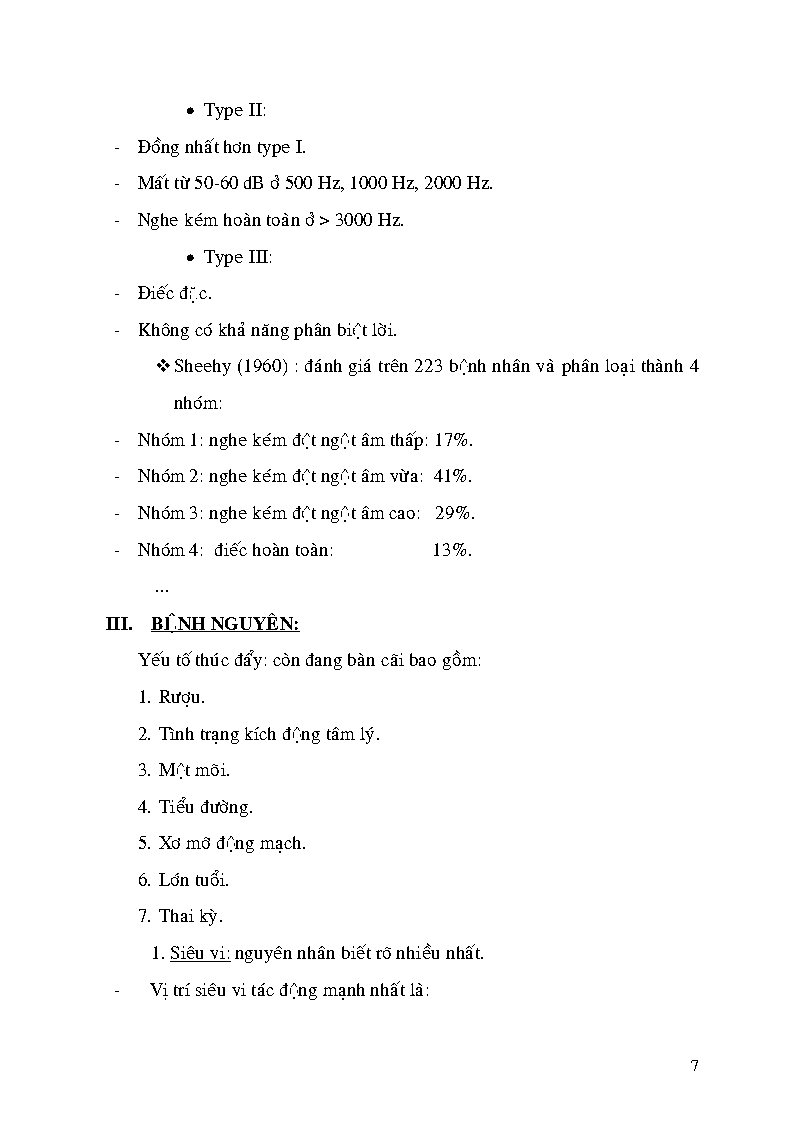 • Type II:
- Đồng nhất hơn type I.
- Mất từ 50-60 dB ở 500 Hz, 1000 Hz, 2000 Hz.
- Nghe kém hoàn toàn ở > 3000 Hz.
• Type III:
- Điếc đặc.
- Không có khả năng phân biệt lời.
❖ Sheehy (1960) : đánh giá trên 223 bệnh nhân và phân loại thành 4
nhóm:
- Nhóm 1: nghe kém đột ngột âm thấp: 17%.
- Nhóm 2: nghe kém đột ngột âm vừa: 41%.
- Nhóm 3: nghe kém đột ngột âm cao: 29%.
- Nhóm 4: điếc hoàn toàn: 13%.
...
III. BỆNH NGUYÊN:
Yếu tố thúc đẩy: còn đang bàn cãi bao gồm:
1. Rượu.
2. Tình trạng kích động tâm lý.
3. Một mõi.
4. Tiểu đường.
5. Xơ mỡ động mạch.
6. Lớn tuổi.
7. Thai kỳ.
1. Siêu vi: nguyên nhân biết rõ nhiều nhất.
- Vị trí siêu vi tác động mạnh nhất là:
7